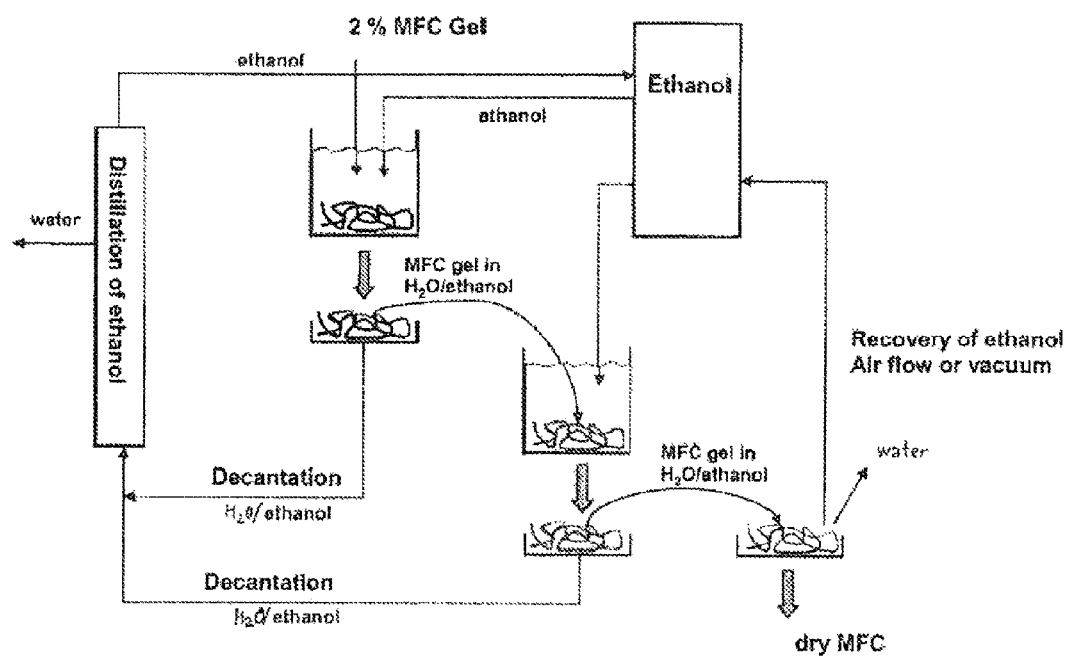 2 % MFC Gel
ethanol
Ethanol
ethanol
Distillation of ethanol
water
MFC gel in
H₂O/ethanol
Recovery of ethanol
Air flow or vacuum
MFC gel in
H₂O/ethanol
water
Decantation
H₂O/ethanol
Decantation
H₂O/ethanol
dry MFC